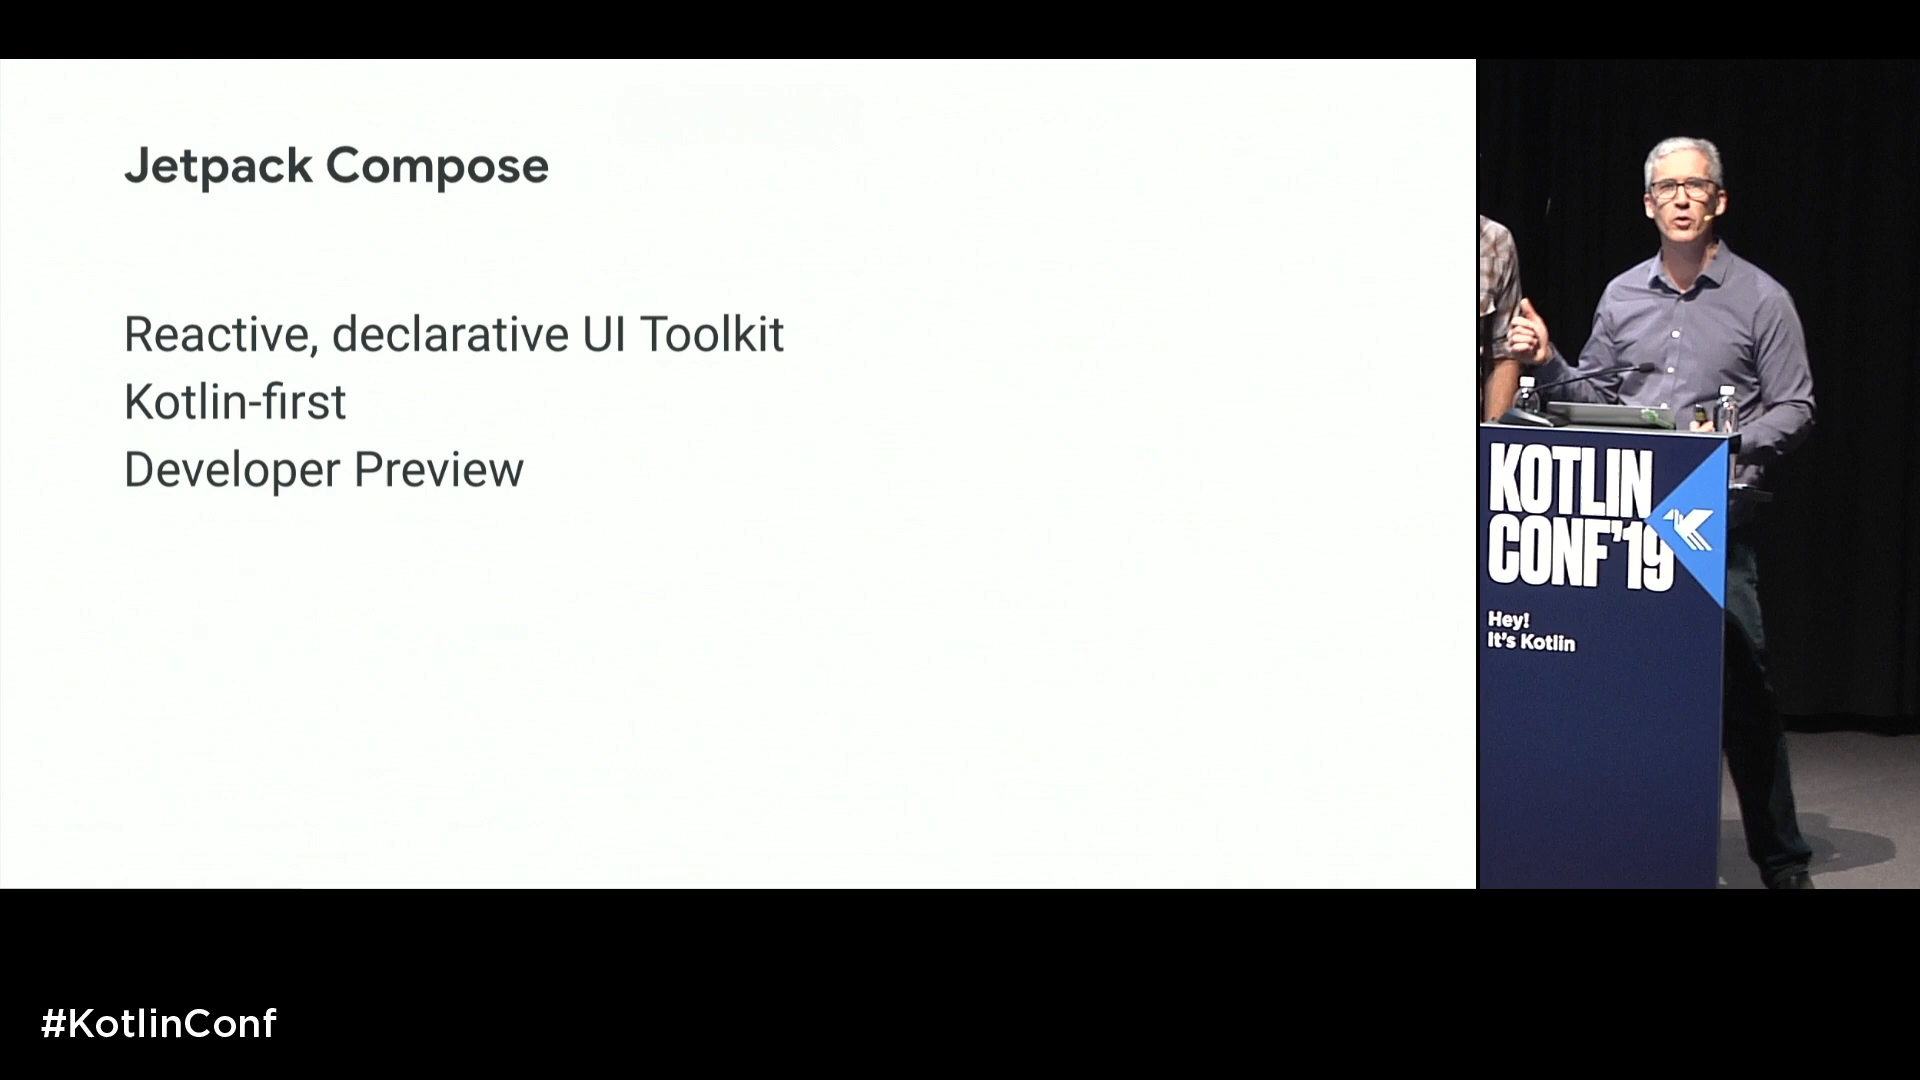 Jetpack Compose
Reactive, declarative UI Toolkit
Kotlin-first
Developer Preview
KOTLIN
CONF'19
Hey!
It's Kotlin
#KotlinConf